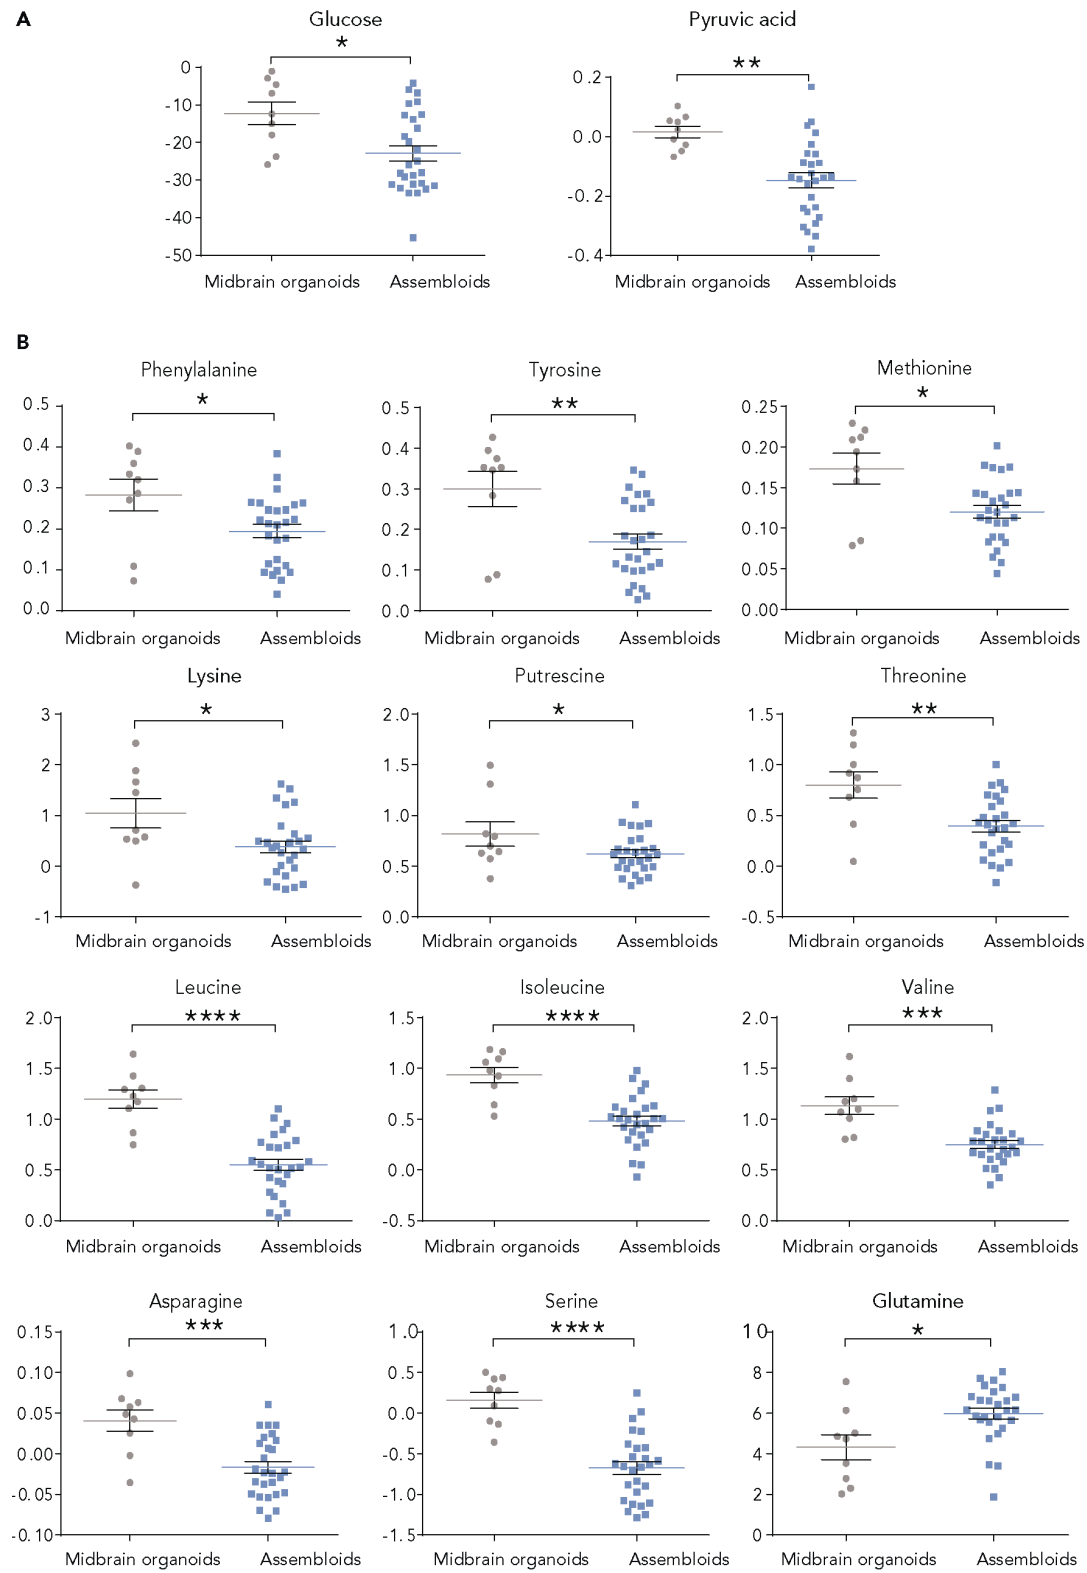 A
Glucose
Pyruvic acid
*
**
0
-10
-20
-30
-40
-50
0.2
0.0
-0.2
-0.4
Midbrain organoids
Assembloids
Midbrain organoids
Assembloids
B
Phenylalanine
Tyrosine
Methionine
*
**
*
0.5
0.4
0.3
0.2
0.1
0.0
0.5
0.4
0.3
0.2
0.1
0.0
0.25
0.20
0.15
0.10
0.05
0.00
Midbrain organoids
Assembloids
Midbrain organoids
Assembloids
Midbrain organoids
Assembloids
Lysine
Putrescine
Threonine
*
*
**
3
2
1
0
-1
2.0
1.5
1.0
0.5
0.0
1.5
1.0
0.5
0.0
-0.5
Midbrain organoids
Assembloids
Midbrain organoids
Assembloids
Midbrain organoids
Assembloids
Leucine
Isoleucine
Valine
****
****
***
2.0
1.5
1.0
0.5
0.0
1.5
1.0
0.5
0.0
-0.5
2.0
1.5
1.0
0.5
0.0
Midbrain organoids
Assembloids
Midbrain organoids
Assembloids
Midbrain organoids
Assembloids
Asparagine
Serine
Glutamine
***
****
*
0.15
0.10
0.05
0.00
-0.05
-0.10
1.0
0.5
0.0
-0.5
-1.0
-1.5
10
8
6
4
2
0
Midbrain organoids
Assembloids
Midbrain organoids
Assembloids
Midbrain organoids
Assembloids